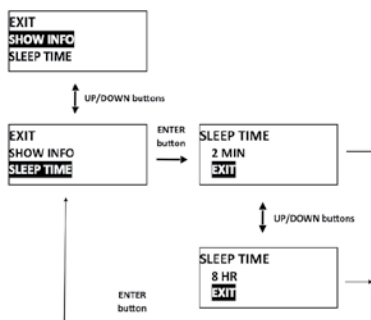 EXIT
SHOW INFO
SLEEP TIME
UP/DOWN buttons
EXIT
SHOW INFO
SLEEP TIME
ENTER
button
SLEEP TIME
2 MIN
EXIT
UP/DOWN buttons
SLEEP TIME
8 HR
EXIT
ENTER
button